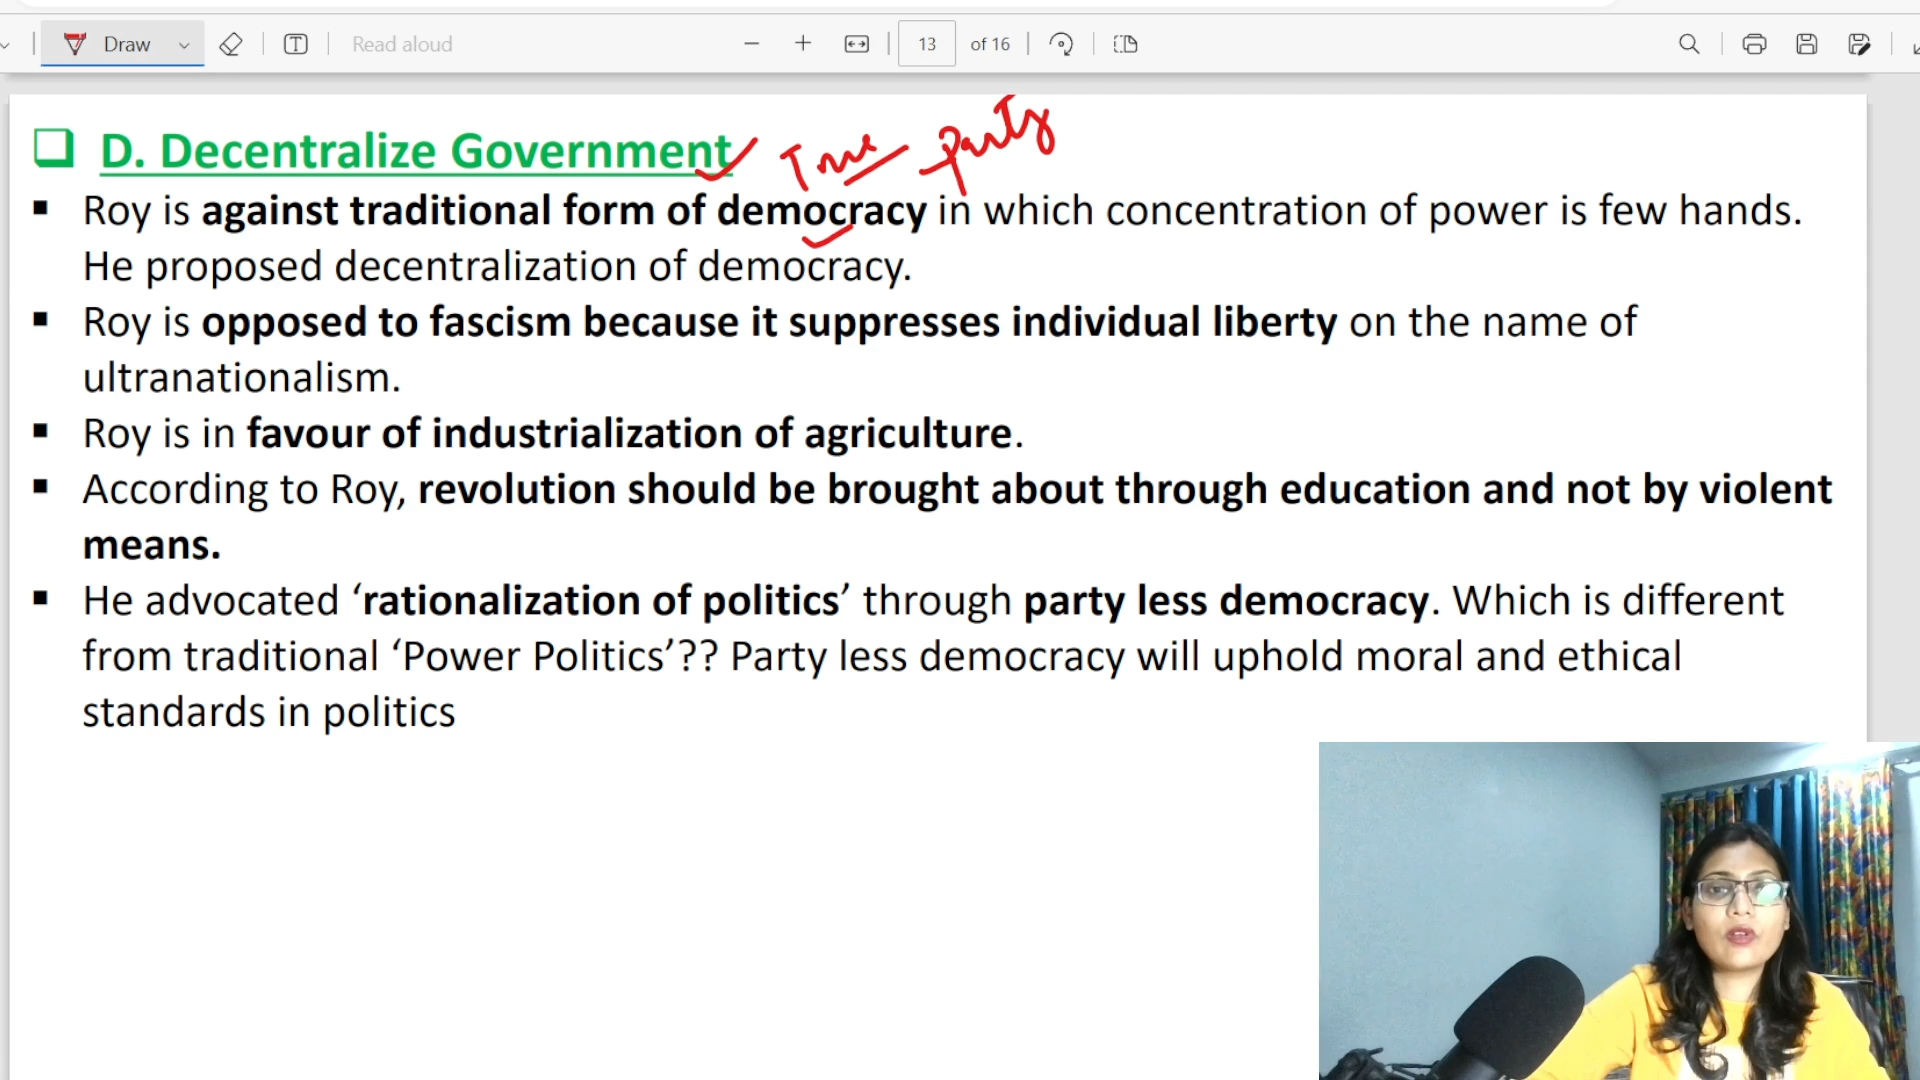 Draw
Read aloud
13 of 16
D. Decentralize Government
True Party
Roy is against traditional form of democracy in which concentration of power is few hands.
He proposed decentralization of democracy.
Roy is opposed to fascism because it suppresses individual liberty on the name of
ultranationalism.
Roy is in favour of industrialization of agriculture.
According to Roy, revolution should be brought about through education and not by violent
means.
He advocated ‘rationalization of politics’ through party less democracy. Which is different
from traditional ‘Power Politics’?? Party less democracy will uphold moral and ethical
standards in politics